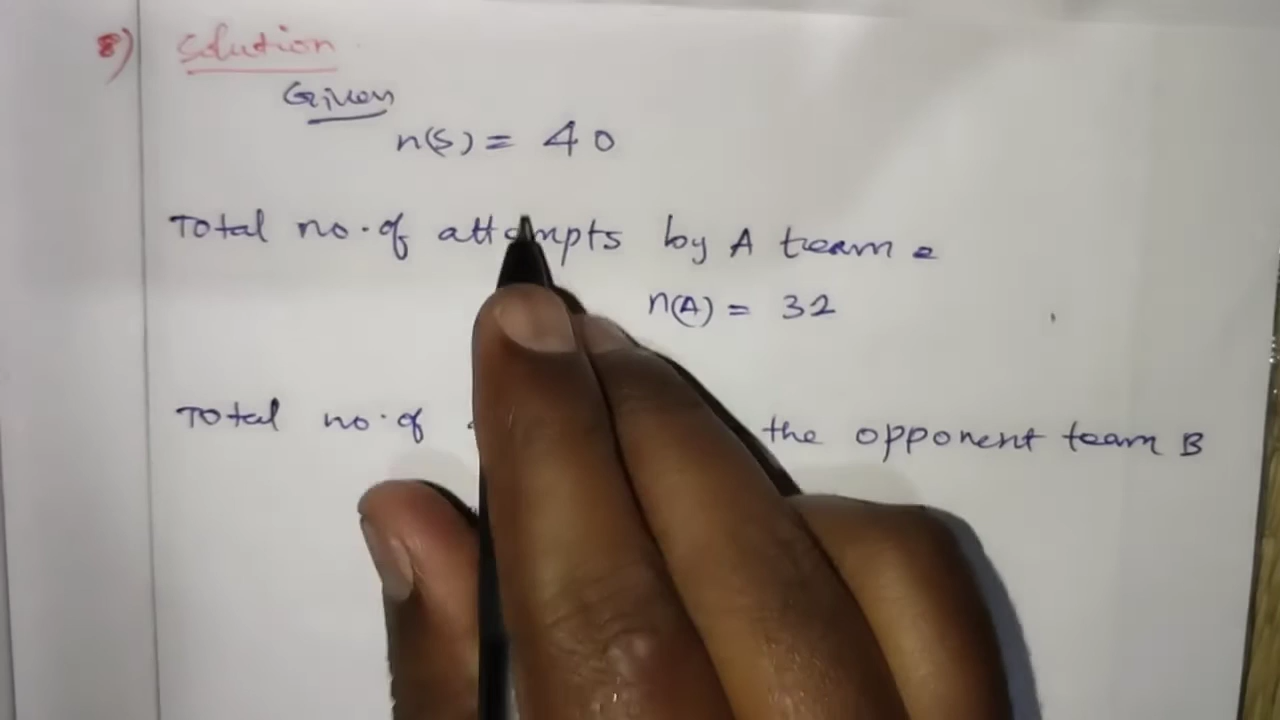 8) Solution
Given
n(S) = 40
Total no. of attempts by A team =
n(A) = 32
Total no. of the opponent team B